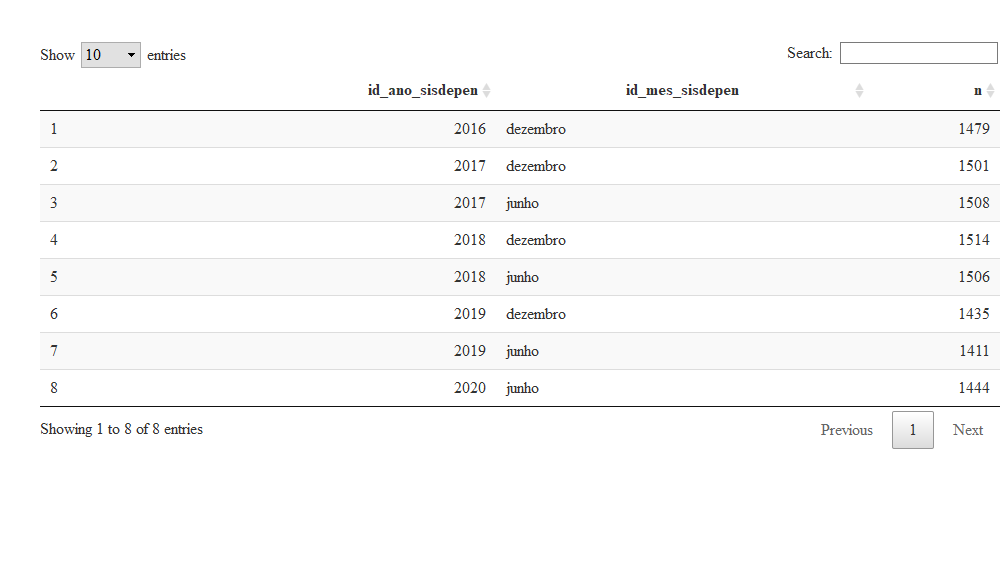 Show 10 entries Search:
id_ano_sisdepen id_mes_sisdepen n
1 2016 dezembro 1479
2 2017 dezembro 1501
3 2017 junho 1508
4 2018 dezembro 1514
5 2018 junho 1506
6 2019 dezembro 1435
7 2019 junho 1411
8 2020 junho 1444
Showing 1 to 8 of 8 entries Previous 1 Next